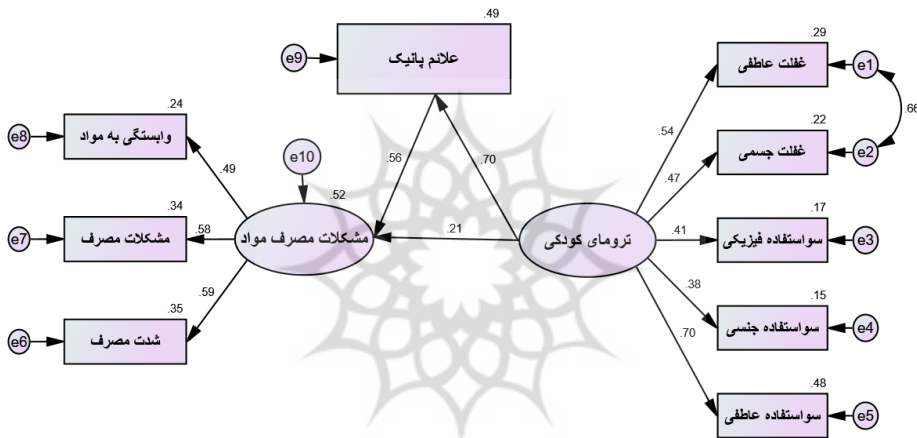 .49
e9
علائم پانیک
.29
غفلت عاطفی
e1
.66
.24
وابستگی به مواد
e8
.54
.22
غفلت جسمی
e2
e10
.56
.70
.49
.47
.52
.34
مشکلات مصرف
e7
.58
مشکلات مصرف مواد
.21
ترومای کودکی
.41
.17
سواستفاده فیزیکی
e3
.59
.38
.15
سواستفاده جنسی
e4
.35
شدت مصرف
e6
.70
.48
سواستفاده عاطفی
e5